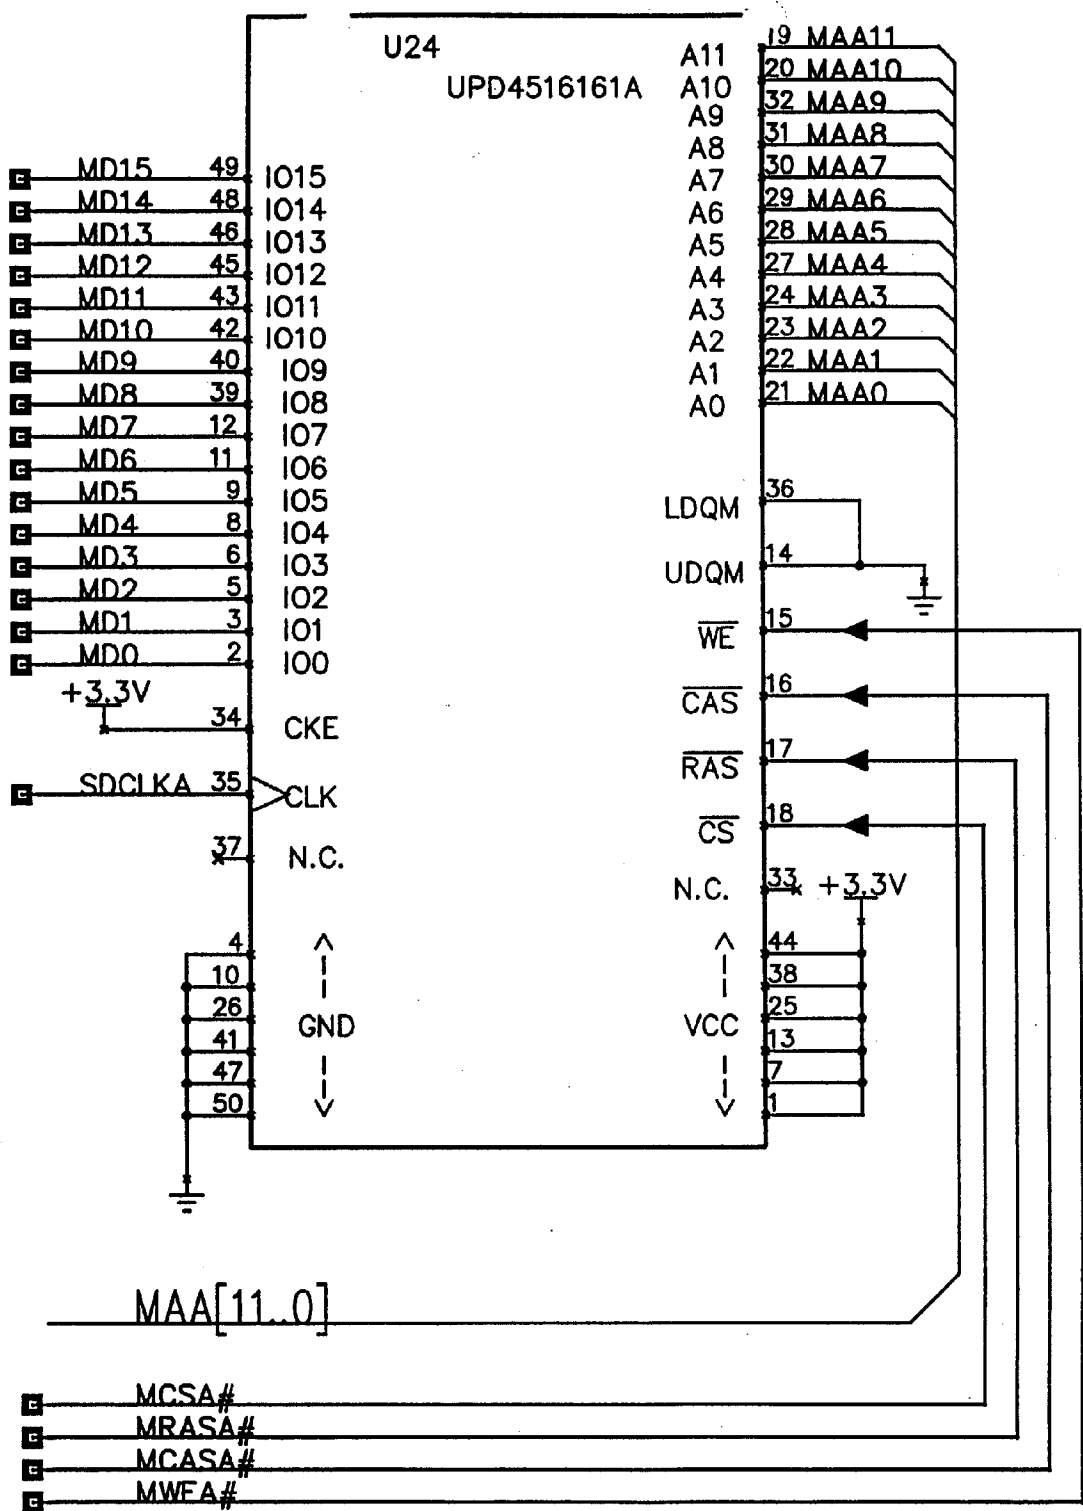 U24
UPD4516161A
A11 19 MAA11
A10 20 MAA10
A9 32 MAA9
A8 31 MAA8
A7 30 MAA7
A6 29 MAA6
A5 28 MAA5
A4 27 MAA4
A3 24 MAA3
A2 23 MAA2
A1 22 MAA1
A0 21 MAA0
MD15 49 IO15
MD14 48 IO14
MD13 46 IO13
MD12 45 IO12
MD11 43 IO11
MD10 42 IO10
MD9 40 IO9
MD8 39 IO8
MD7 12 IO7
MD6 11 IO6
MD5 9 IO5
MD4 8 IO4
MD3 6 IO3
MD2 5 IO2
MD1 3 IO1
MD0 2 IO0
LDQM 36
UDQM 14
WE 15
CAS 16
RAS 17
CS 18
N.C. 33
+3.3V
+3.3V
34 CKE
SDCLKA 35 CLK
37 N.C.
4
10
26 GND
41
47
50
44
38
VCC 25
13
7
1
MAA[11..0]
MCSA#
MRASA#
MCASA#
MWEA#